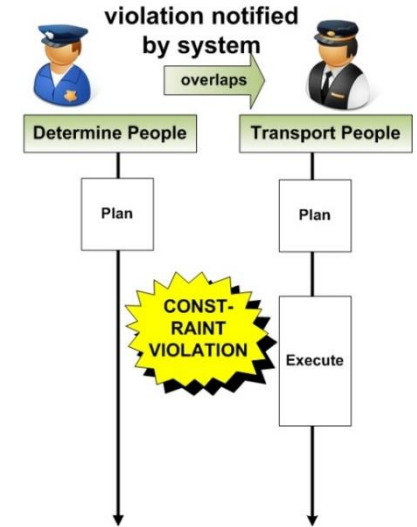 violation notified
by system
overlaps
Determine People
Transport People
Plan
Plan
CONST-
RAINT
VIOLATION
Execute